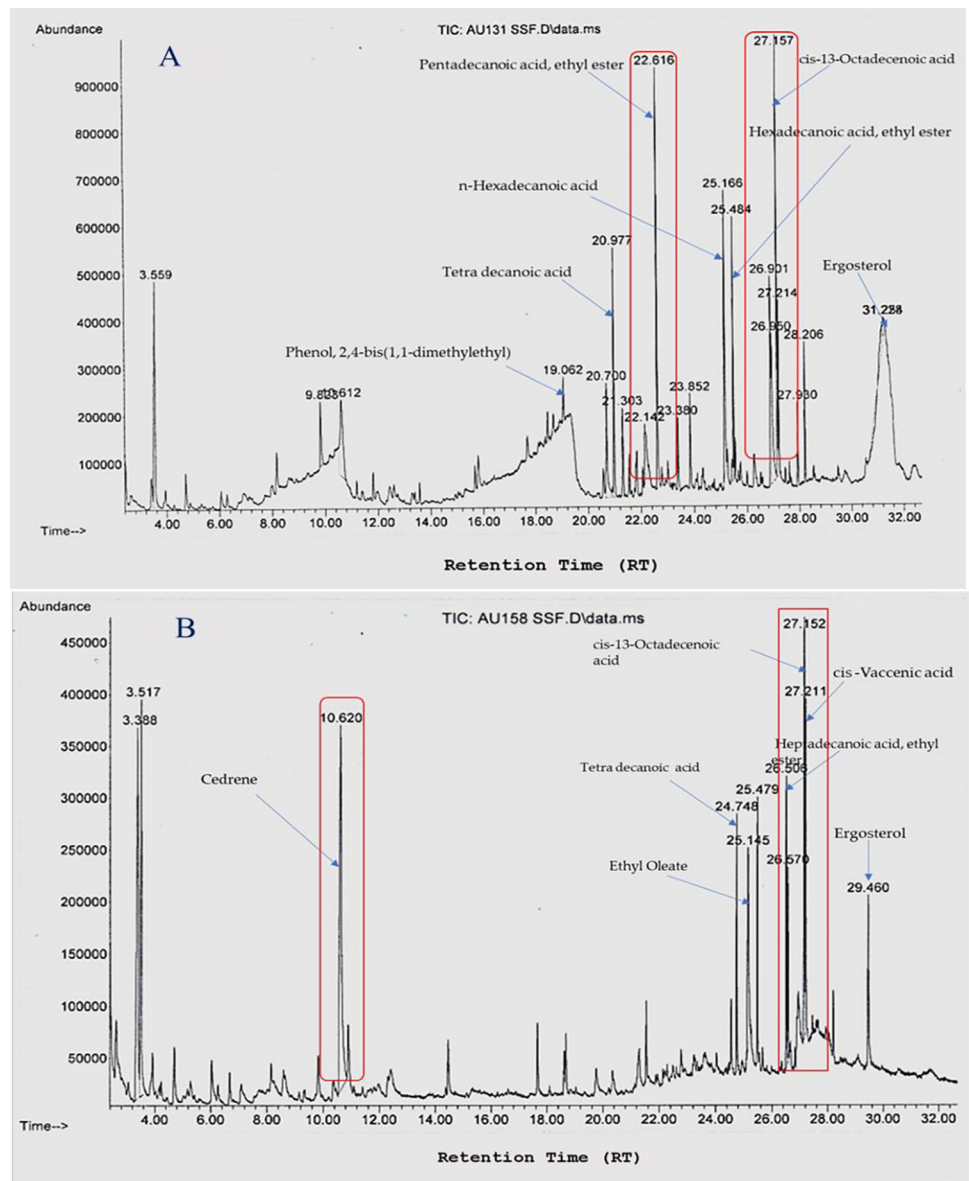 Abundance
TIC: AU131 SSF.D\data.ms
A
27.157
Pentadecanoic acid, ethyl ester
22.616
cis-13-Octadecenoic acid
900000
800000
Hexadecanoic acid, ethyl ester
700000
n-Hexadecanoic acid
25.166
25.484
600000
20.977
500000
3.559
Tetra decanoic acid
26.901
Ergosterol
27.214
400000
26.950
28.206
Phenol, 2,4-bis(1,1-dimethylethyl)
300000
19.062
20.700
23.852
27.930
9.823
10.612
21.303
200000
22.142
23.380
100000
Time-->
4.00 6.00 8.00 10.00 12.00 14.00 16.00 18.00 20.00 22.00 24.00 26.00 28.00 30.00 32.00
Retention Time (RT)
Abundance
B
TIC: AU158 SSF.D\data.ms
27.152
450000
cis-13-Octadecenoic
acid
cis -Vaccenic acid
3.517
27.211
400000
3.388
10.620
350000
Heptadecanoic acid, ethyl
ester
26.506
Cedrene
Tetra decanoic acid
25.479
300000
24.748
25.145
Ergosterol
250000
26.570
Ethyl Oleate
29.460
200000
150000
100000
50000
Time-->
4.00 6.00 8.00 10.00 12.00 14.00 16.00 18.00 20.00 22.00 24.00 26.00 28.00 30.00 32.00
Retention Time (RT)